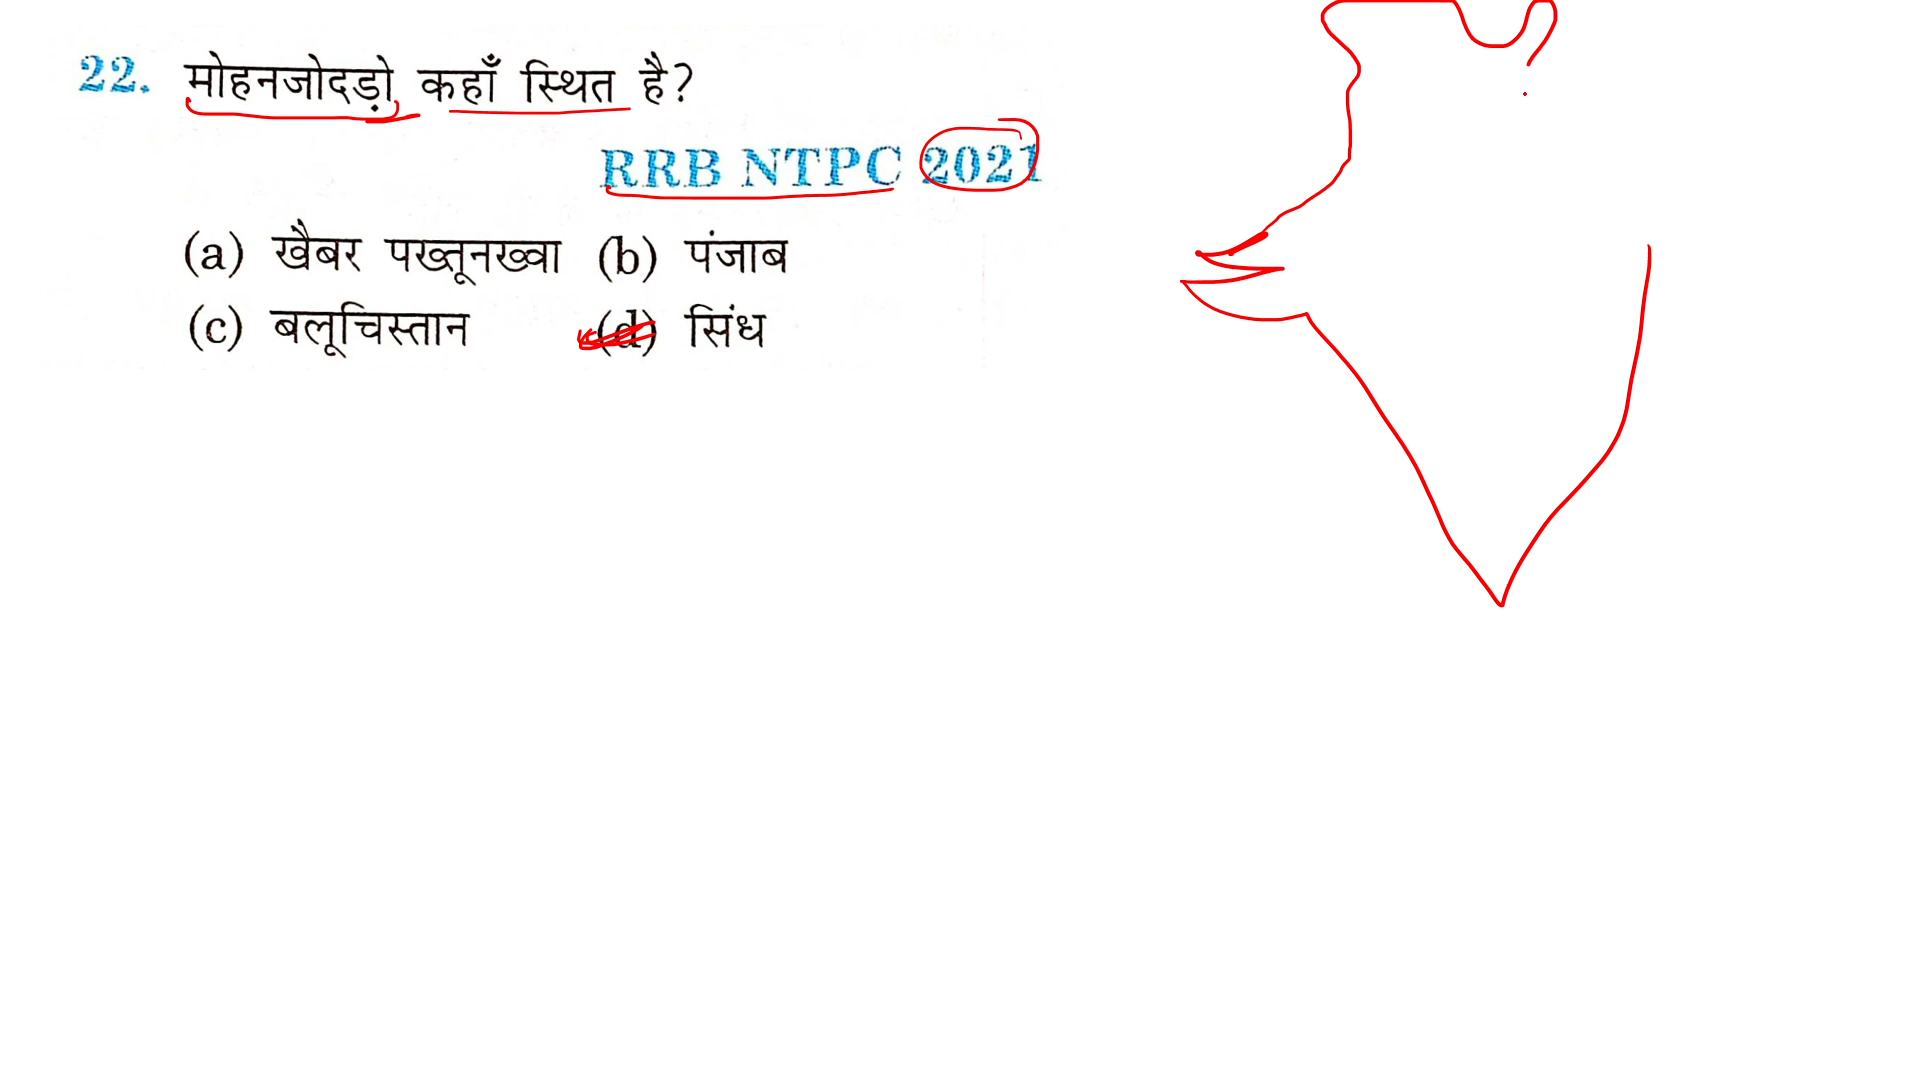 22. मोहनजोदड़ो कहाँ स्थित है?
RRB NTPC 2021
(a) खैबर पख्तूनख्वा (b) पंजाब
(c) बलूचिस्तान (d) सिंध